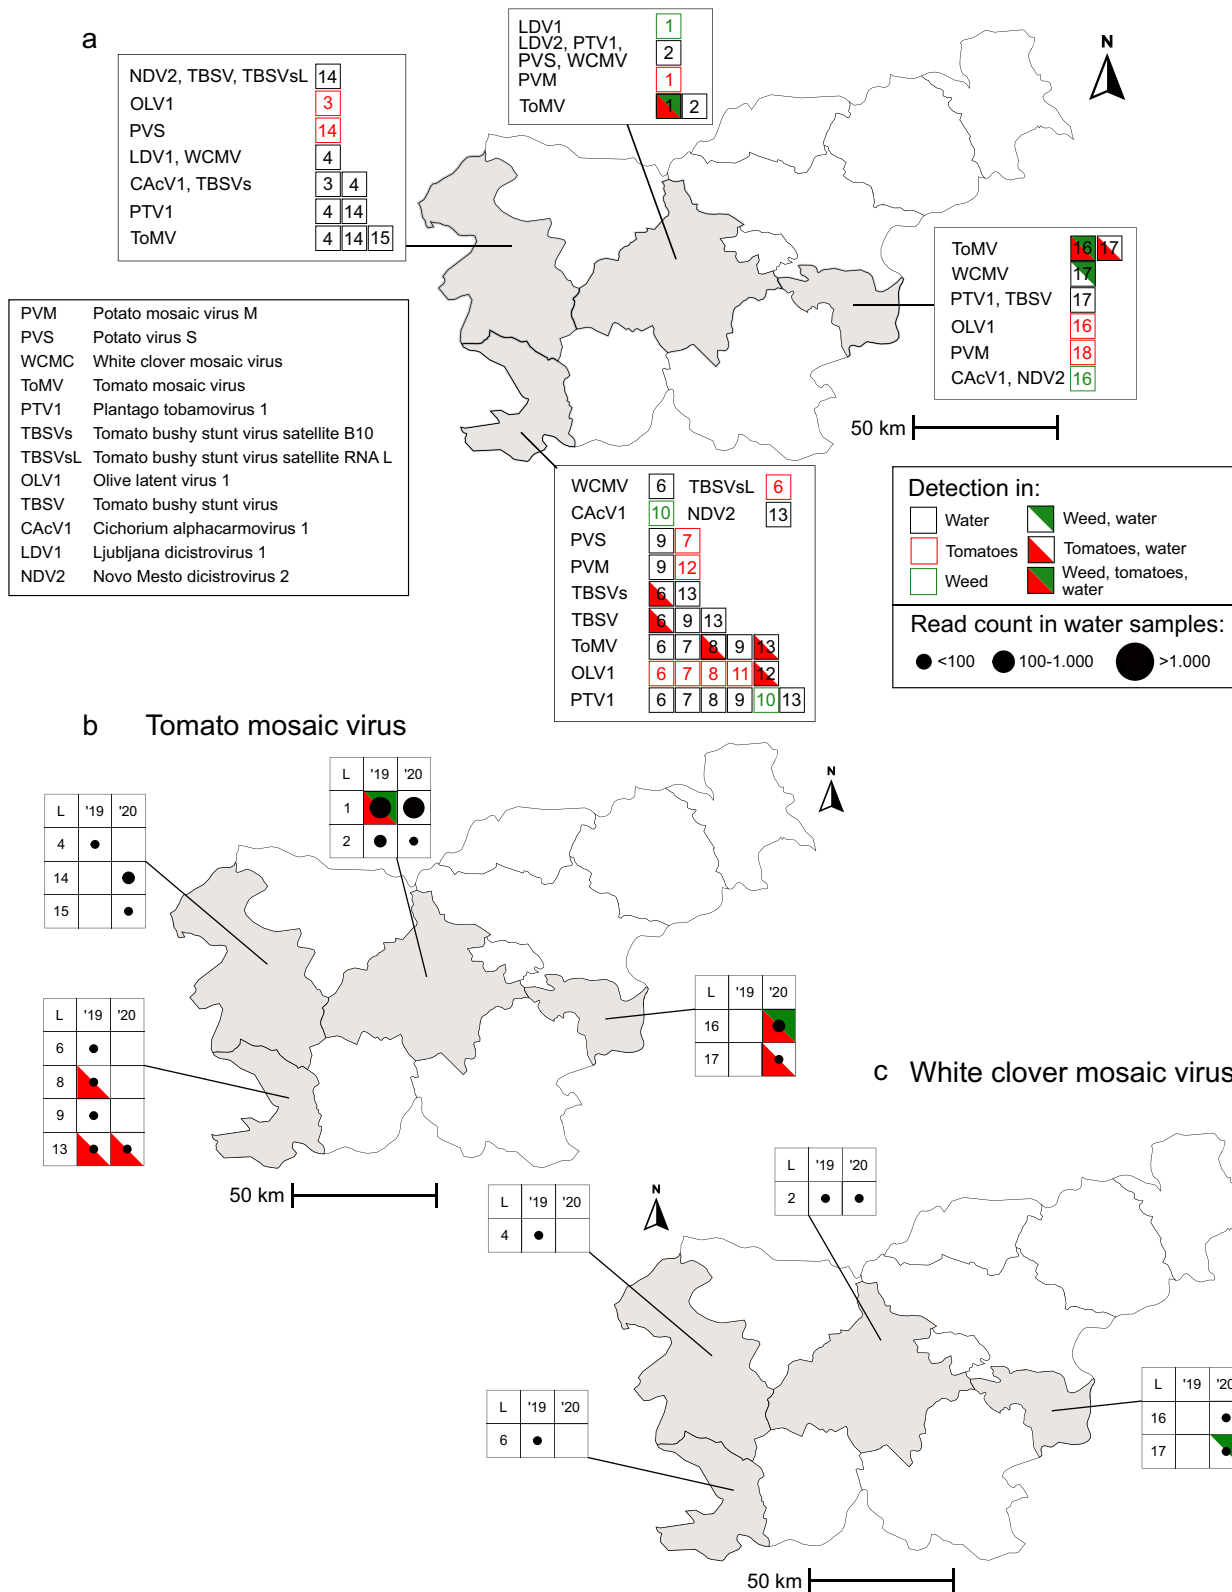 a
NDV2, TBSV, TBSVsL 14
OLV1 3
PVS 14
LDV1, WCMV 4
CAcV1, TBSVs 3 4
PTV1 4 14
ToMV 4 14 15
LDV1 1
LDV2, PTV1,
PVS, WCMV 2
PVM 1
ToMV 1 2
N
ToMV 16 17
WCMV 17
PTV1, TBSV 17
OLV1 16
PVM 18
CAcV1, NDV2 16
50 km
PVM Potato mosaic virus M
PVS Potato virus S
WCMC White clover mosaic virus
ToMV Tomato mosaic virus
PTV1 Plantago tobamovirus 1
TBSVs Tomato bushy stunt virus satellite B10
TBSVsL Tomato bushy stunt virus satellite RNA L
OLV1 Olive latent virus 1
TBSV Tomato bushy stunt virus
CAcV1 Cichorium alphacarmovirus 1
LDV1 Ljubljana dicistrovirus 1
NDV2 Novo Mesto dicistrovirus 2
WCMV 6 TBSVsL 6
CAcV1 10 NDV2 13
PVS 9 7
PVM 9 12
TBSVs 6 13
TBSV 6 9 13
ToMV 6 7 8 9 13
OLV1 6 7 8 11 12
PTV1 6 7 8 9 10 13
Detection in:
Water Weed, water
Tomatoes Tomatoes, water
Weed Weed, tomatoes,
water
Read count in water samples:
<100 100-1.000 >1.000
b Tomato mosaic virus
L '19 '20
1
2
N
L '19 '20
4
14
15
L '19 '20
6
8
9
13
L '19 '20
16
17
50 km
c White clover mosaic virus
N
L '19 '20
2
L '19 '20
4
L '19 '20
6
L '19 '20
16
17
50 km